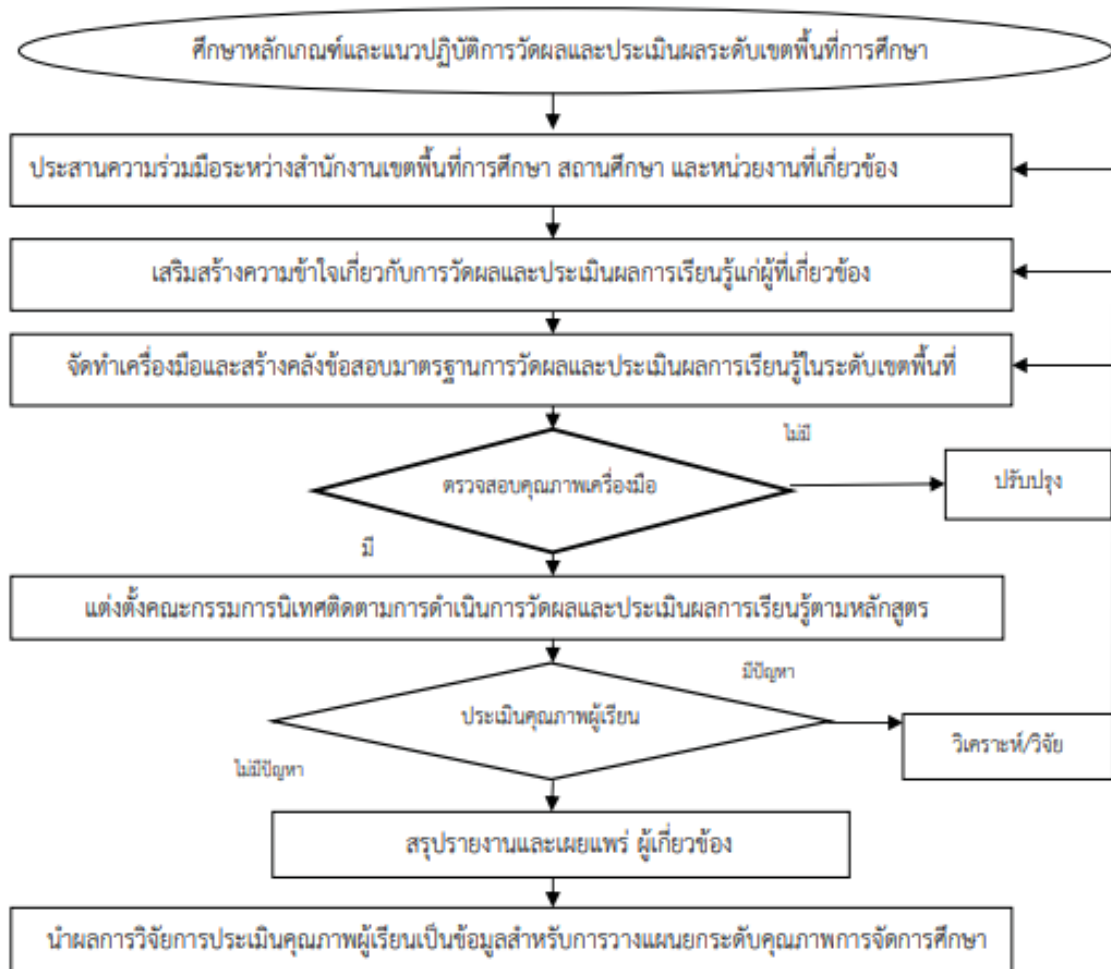 ศึกษาหลักเกณฑ์และแนวปฏิบัติการวัดผลและประเมินผลระดับเขตพื้นที่การศึกษา
ประสานความร่วมมือระหว่างสำนักงานเขตพื้นที่การศึกษา สถานศึกษา และหน่วยงานที่เกี่ยวข้อง
เสริมสร้างความข้าใจเกี่ยวกับการวัดผลและประเมินผลการเรียนรู้แก่ผู้ที่เกี่ยวข้อง
จัดทำเครื่องมือและสร้างคลังข้อสอบมาตรฐานการวัดผลและประเมินผลการเรียนรู้ในระดับเขตพื้นที่
ไม่มี
ตรวจสอบคุณภาพเครื่องมือ
ปรับปรุง
มี
แต่งตั้งคณะกรรมการนิเทศติดตามการดำเนินการวัดผลและประเมินผลการเรียนรู้ตามหลักสูตร
มีปัญหา
ประเมินคุณภาพผู้เรียน
วิเคราะห์/วิจัย
ไม่มีปัญหา
สรุปรายงานและเผยแพร่ ผู้เกี่ยวข้อง
นำผลการวิจัยการประเมินคุณภาพผู้เรียนเป็นข้อมูลสำหรับการวางแผนยกระดับคุณภาพการจัดการศึกษา